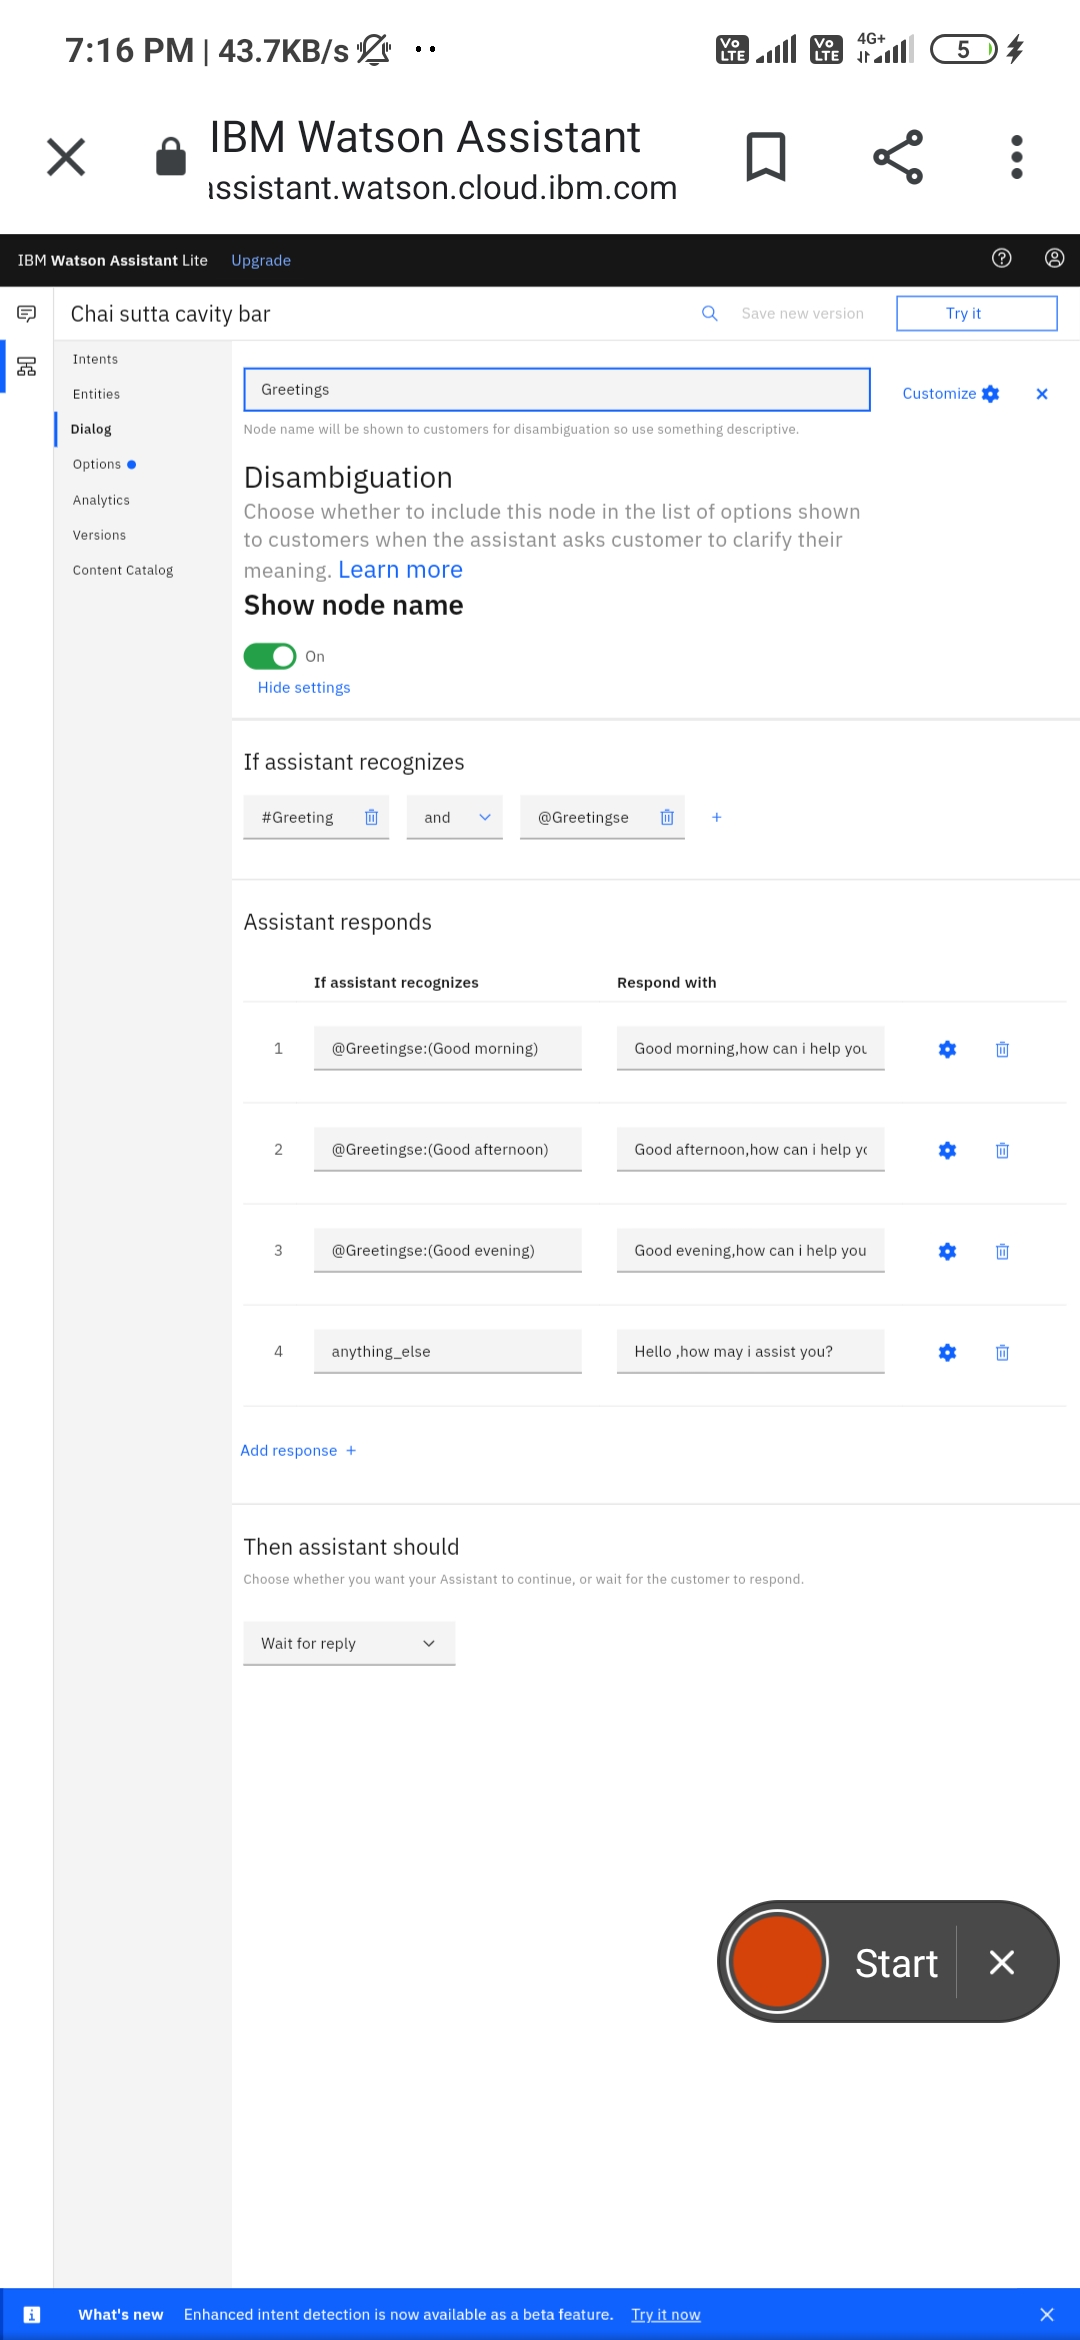 7:16 PM | 43.7KB/s
Vo LTE Vo LTE 4G+ 5
IBM Watson Assistant
assistant.watson.cloud.ibm.com
IBM Watson Assistant Lite Upgrade
Chai sutta cavity bar Save new version Try it
Intents
Entities
Dialog
Options
Analytics
Versions
Content Catalog
Greetings Customize
Node name will be shown to customers for disambiguation so use something descriptive.
Disambiguation
Choose whether to include this node in the list of options shown
to customers when the assistant asks customer to clarify their
meaning. Learn more
Show node name
On
Hide settings
If assistant recognizes
#Greeting and @Greetingse +
Assistant responds
If assistant recognizes Respond with
1 @Greetingse:(Good morning) Good morning,how can i help you
2 @Greetingse:(Good afternoon) Good afternoon,how can i help yo
3 @Greetingse:(Good evening) Good evening,how can i help you
4 anything_else Hello ,how may i assist you?
Add response +
Then assistant should
Choose whether you want your Assistant to continue, or wait for the customer to respond.
Wait for reply
Start
What's new Enhanced intent detection is now available as a beta feature. Try it now